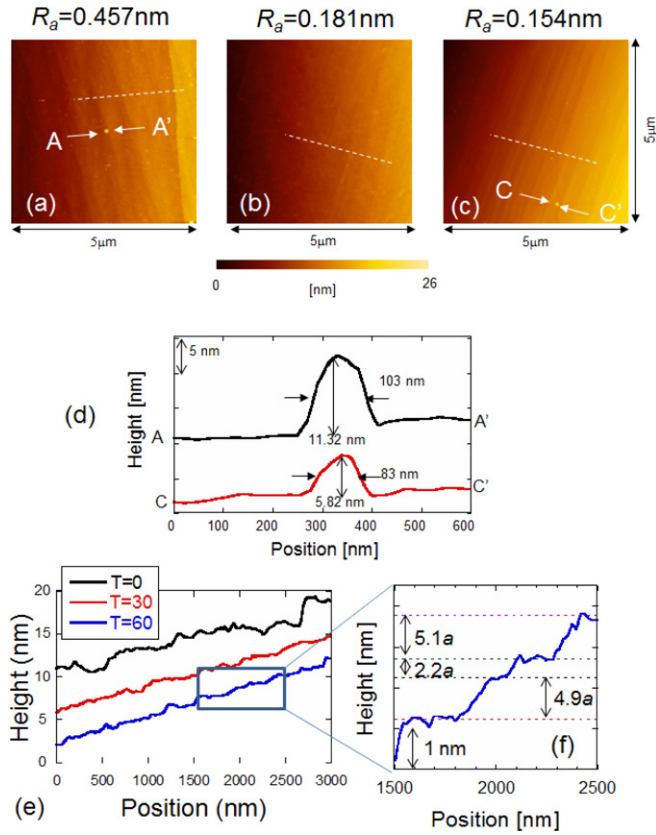 Ra=0.457nm Ra=0.181nm Ra=0.154nm
A A'
C C'
(a) (b) (c)
5μm
5μm 5μm 5μm
0 26
[nm]
5 nm
Height [nm]
103 nm
A A'
11.32 nm
83 nm
C C'
5.82 nm
(d)
0 100 200 300 400 500 600
Position [nm]
T=0
T=30
T=60
Height (nm)
20
15
10
5
0
0 500 1000 1500 2000 2500 3000
(e) Position (nm)
Height [nm]
5.1a
2.2a
4.9a
1 nm
(f)
1500 2000 2500
Position [nm]